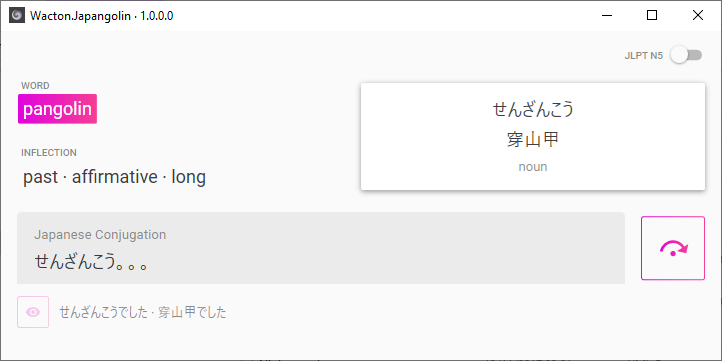 Wacton.Japangolin · 1.0.0.0
JLPT N5
WORD
pangolin
せんざんこう
穿山甲
noun
INFLECTION
past · affirmative · long
Japanese Conjugation
せんざんこう。。。
せんざんこうでした · 穿山甲でした